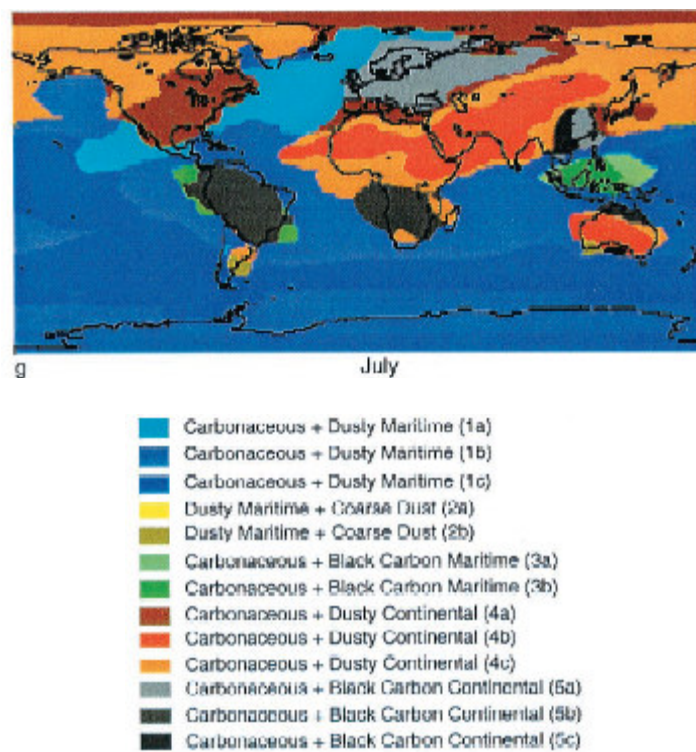 g
July
Carbonaceous + Dusty Maritime (1a)
Carbonaceous + Dusty Maritime (1b)
Carbonaceous + Dusty Maritime (1c)
Dusty Maritime + Coarse Dust (2a)
Dusty Maritime + Coarse Dust (2b)
Carbonaceous + Black Carbon Maritime (3a)
Carbonaceous + Black Carbon Maritime (3b)
Carbonaceous + Dusty Continental (4a)
Carbonaceous + Dusty Continental (4b)
Carbonaceous + Dusty Continental (4c)
Carbonaceous + Black Carbon Continental (5a)
Carbonaceous + Black Carbon Continental (5b)
Carbonaceous + Black Carbon Continental (5c)